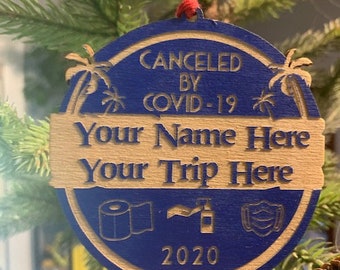 CANCELED
BY
COVID-19
Your Name Here
Your Trip Here
2020